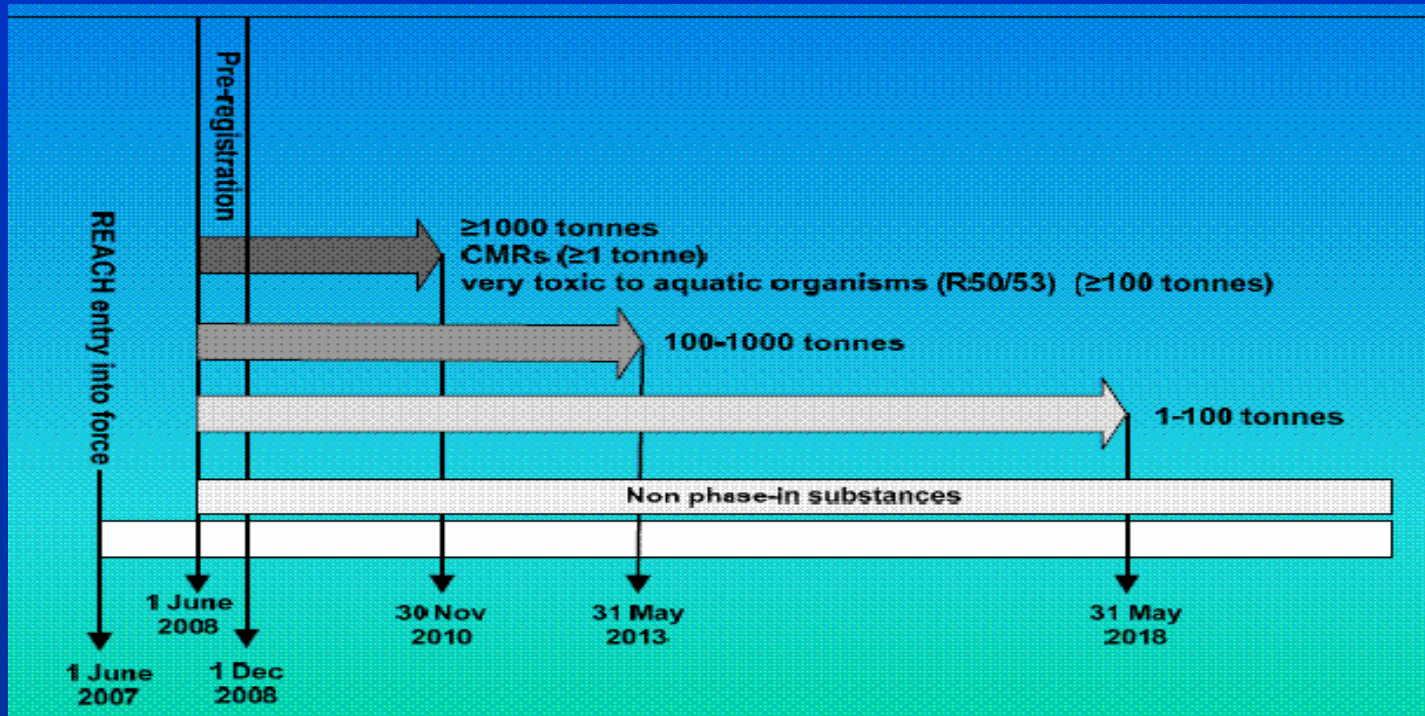 Pre-registration
REACH entry into force
≥1000 tonnes
CMRs (≥1 tonne)
very toxic to aquatic organisms (R50/53) (≥100 tonnes)
100-1000 tonnes
1-100 tonnes
Non phase-in substances
1 June
2008
30 Nov
2010
31 May
2013
31 May
2018
1 June
2007
1 Dec
2008